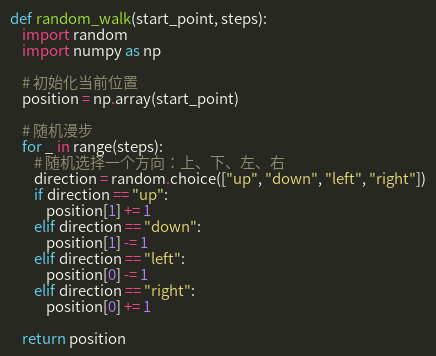 def random_walk(start_point, steps):
    import random
    import numpy as np

    # 初始化当前位置
    position = np.array(start_point)

    # 随机漫步
    for _ in range(steps):
        # 随机选择一个方向：上、下、左、右
        direction = random.choice(["up", "down", "left", "right"])
        if direction == "up":
            position[1] += 1
        elif direction == "down":
            position[1] -= 1
        elif direction == "left":
            position[0] -= 1
        elif direction == "right":
            position[0] += 1

    return position